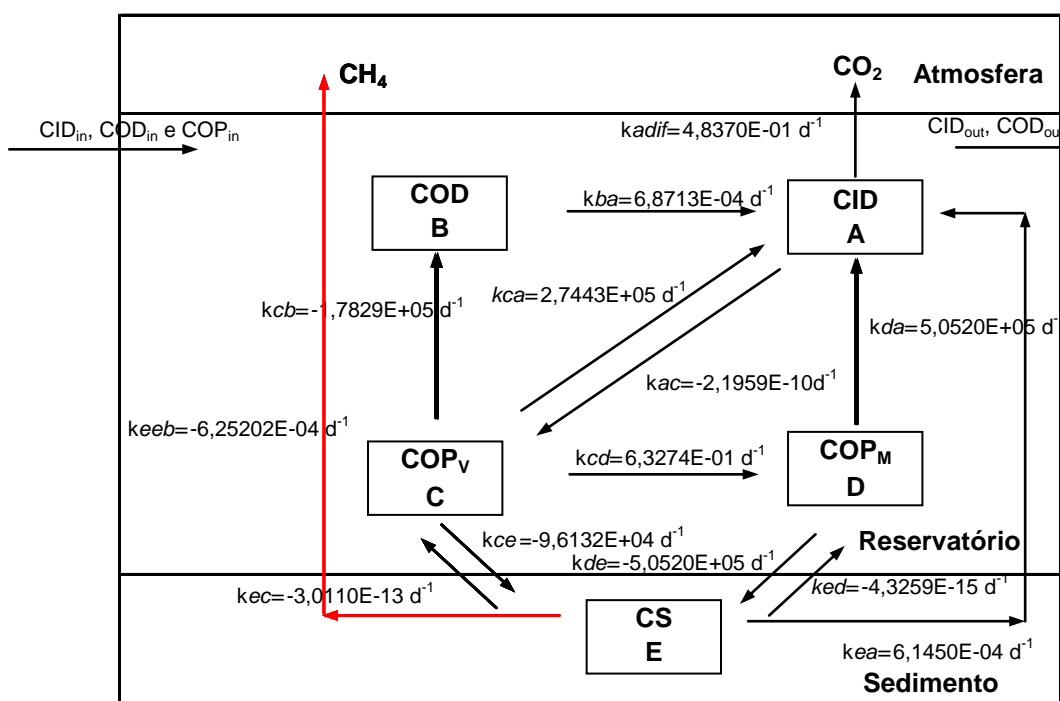 CH4
CO2
Atmosfera
CIDin, CODin e COPin
kadif=4,8370E-01 d-1
CIDout, CODou
COD
B
kba=6,8713E-04 d-1
CID
A
kca=2,7443E+05 d-1
kcb=-1,7829E+05 d-1
kda=5,0520E+05 d-
kac=-2,1959E-10d-1
keeb=-6,25202E-04 d-1
COPV
C
kcd=6,3274E-01 d-1
COPM
D
kce=-9,6132E+04 d-1
Reservatório
kde=-5,0520E+05 d-1
kec=-3,0110E-13 d-1
ked=-4,3259E-15 d-1
CS
E
kea=6,1450E-04 d-1
Sedimento